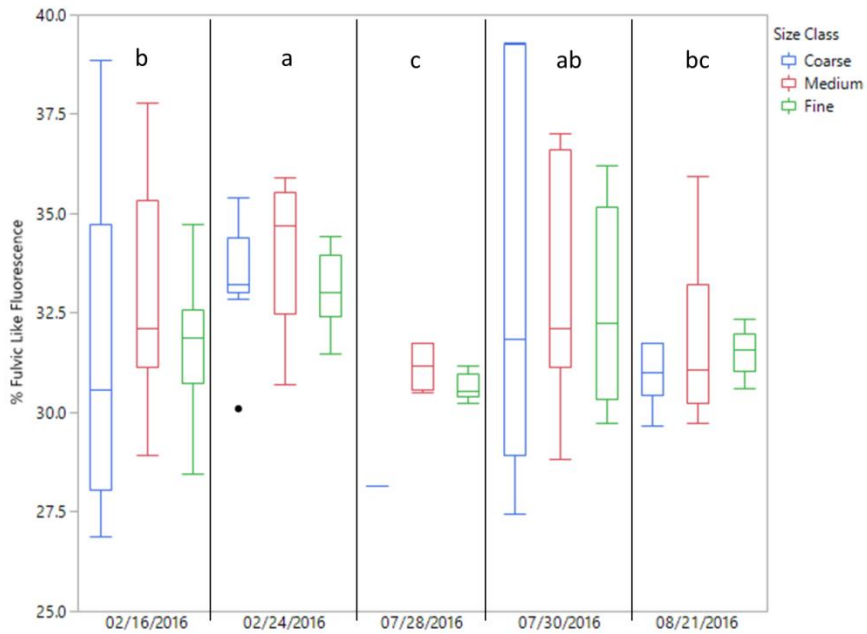 40.0
37.5
35.0
32.5
30.0
27.5
25.0
% Fulvic Like Fluorescence
b
a
c
ab
bc
Size Class
Coarse
Medium
Fine
02/16/2016
02/24/2016
07/28/2016
07/30/2016
08/21/2016